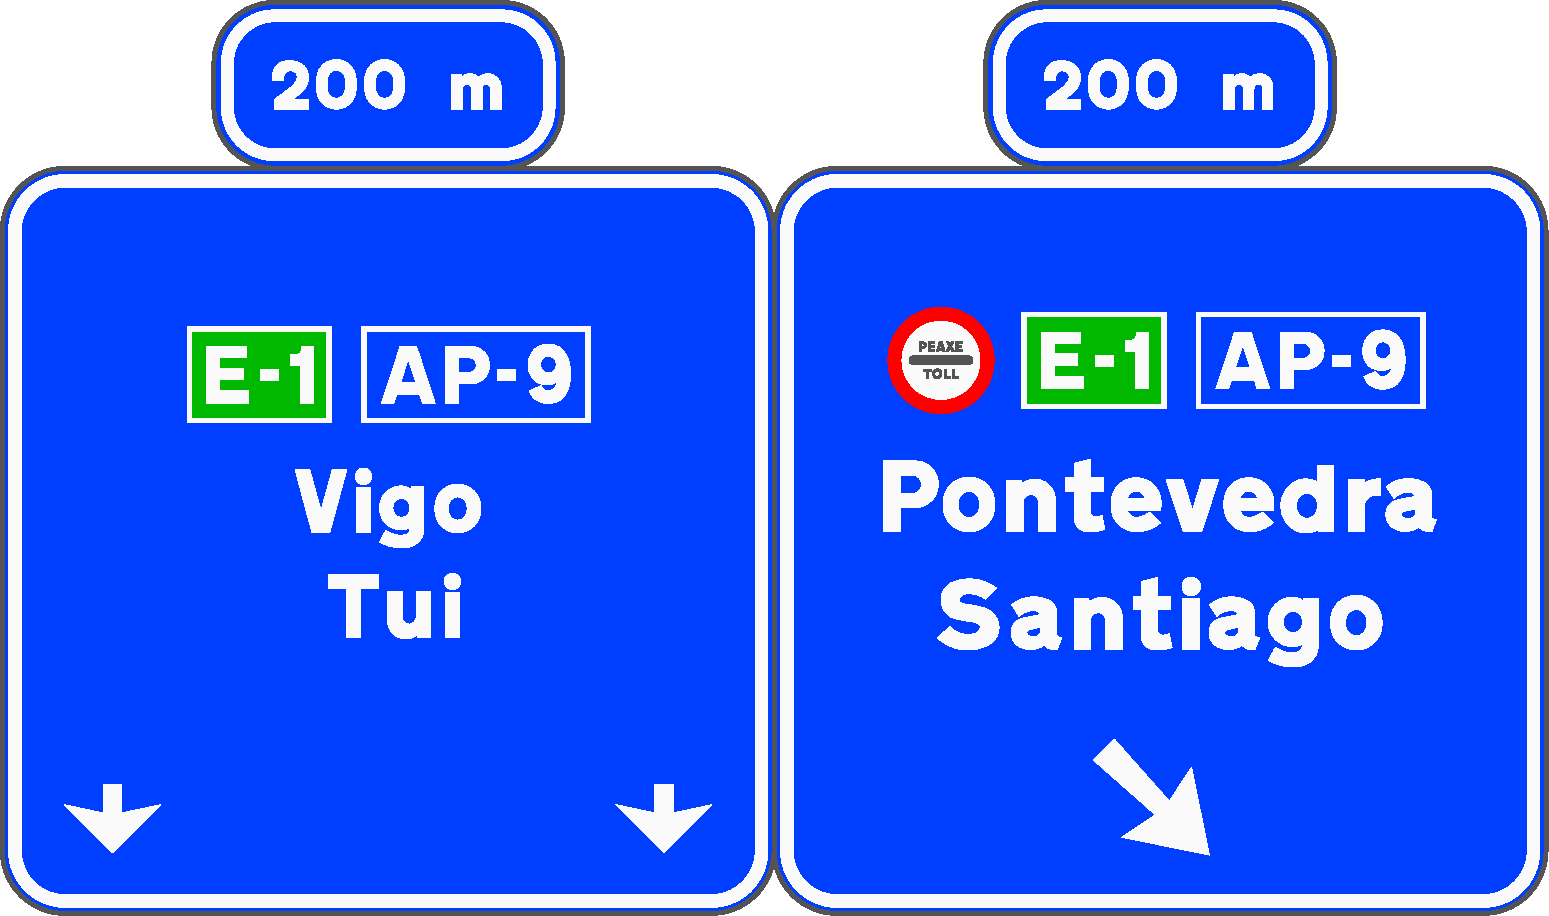 200 m
E-1 AP-9
Vigo
Tui
200 m
PEAXE
TOLL
E-1 AP-9
Pontevedra
Santiago